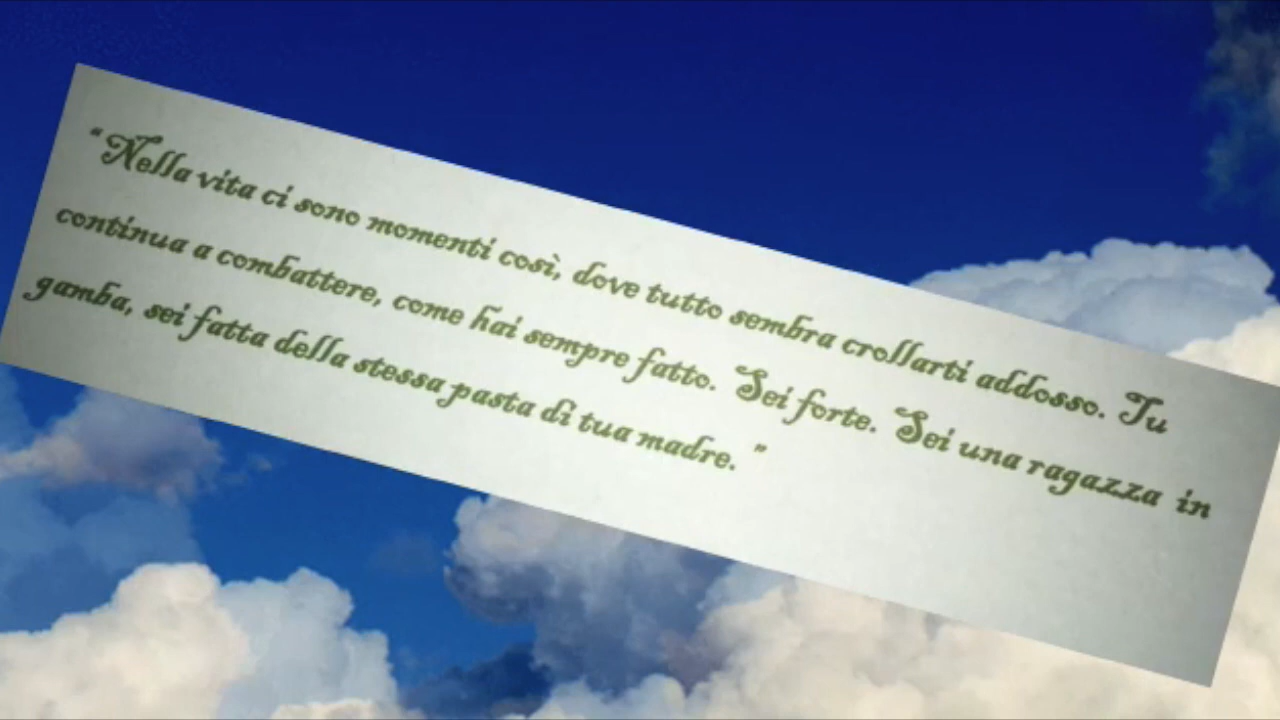 “Nella vita ci sono momenti così, dove tutto sembra crollarti addosso. Tu
continua a combattere, come hai sempre fatto. Sei forte. Sei una ragazza in
gamba, sei fatta della stessa pasta di tua madre.”